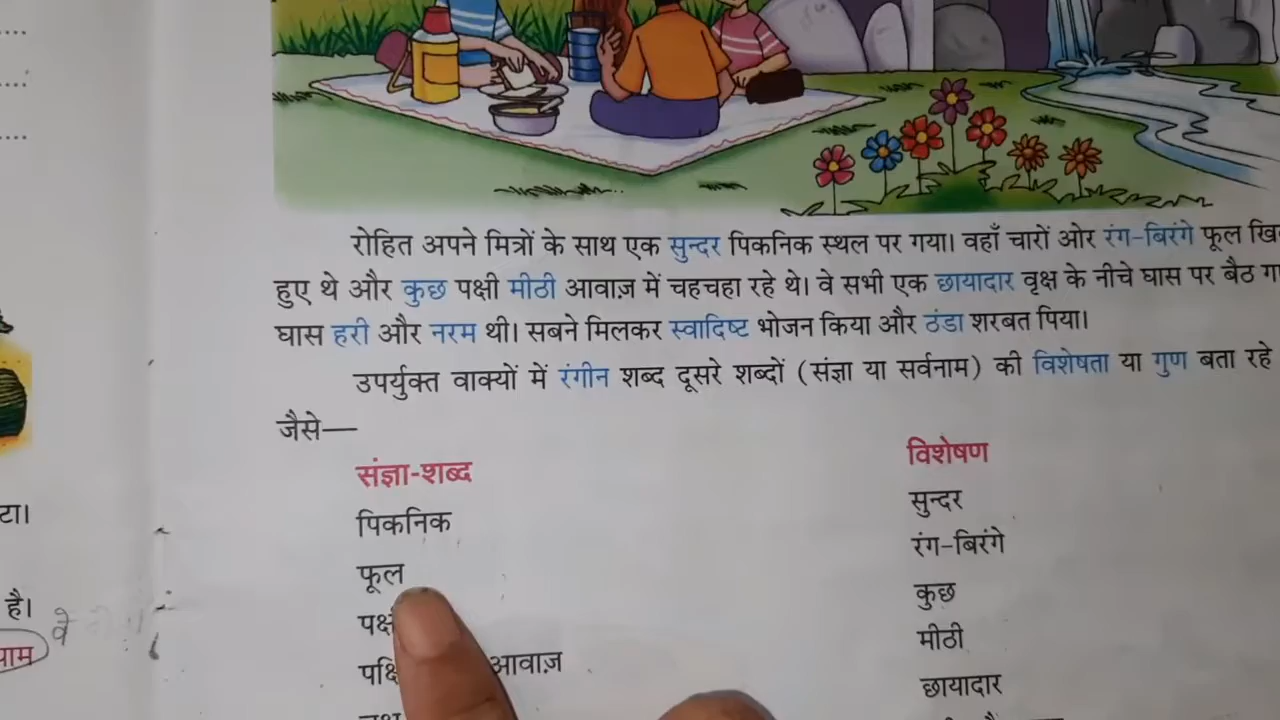 रोहित अपने मित्रों के साथ एक सुन्दर पिकनिक स्थल पर गया। वहाँ चारों ओर रंग-बिरंगे फूल
हुए थे और कुछ पक्षी मीठी आवाज़ में चहचहा रहे थे। वे सभी एक छायादार वृक्ष के नीचे घास पर बैठ
घास हरी और नरम थी। सबने मिलकर स्वादिष्ट भोजन किया और ठंडा शरबत पिया।
उपर्युक्त वाक्यों में रंगीन शब्द दूसरे शब्दों (संज्ञा या सर्वनाम) की विशेषता या गुण बता रहे
जैसे—
संज्ञा-शब्द विशेषण
पिकनिक सुन्दर
फूल रंग-बिरंगे
कुछ
आवाज़ मीठी
छायादार
है।
वे